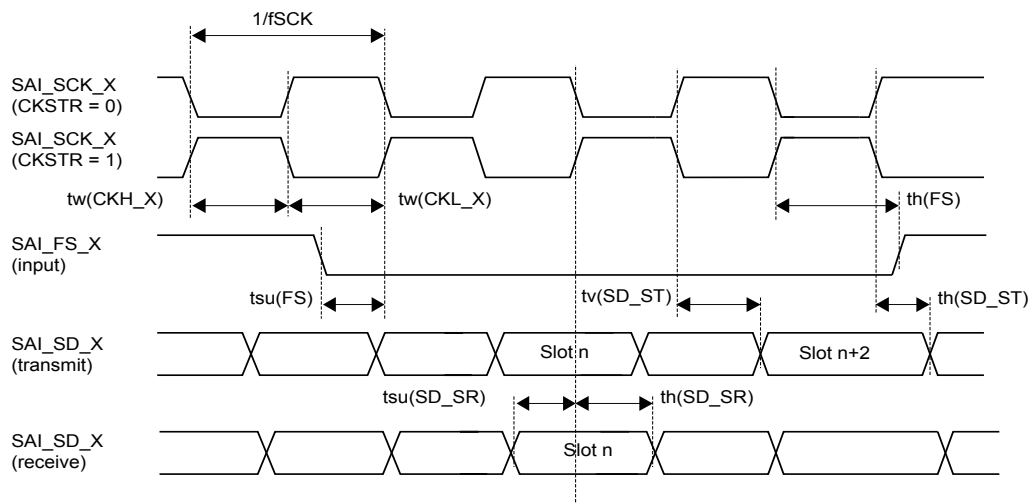 1/fSCK
SAI_SCK_X
(CKSTR = 0)
SAI_SCK_X
(CKSTR = 1)
tw(CKH_X)
tw(CKL_X)
th(FS)
SAI_FS_X
(input)
tsu(FS)
tv(SD_ST)
th(SD_ST)
SAI_SD_X
(transmit)
Slot n
Slot n+2
tsu(SD_SR)
th(SD_SR)
SAI_SD_X
(receive)
Slot n